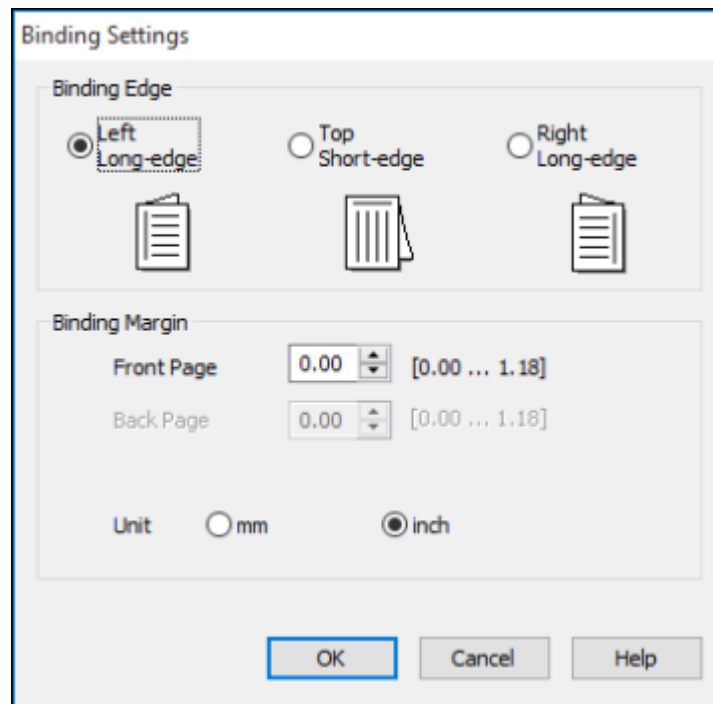 Binding Settings
Binding Edge
Left
Long-edge
Top
Short-edge
Right
Long-edge
Binding Margin
Front Page 0.00 [0.00 ... 1.18]
Back Page 0.00 [0.00 ... 1.18]
Unit mm inch
OK Cancel Help